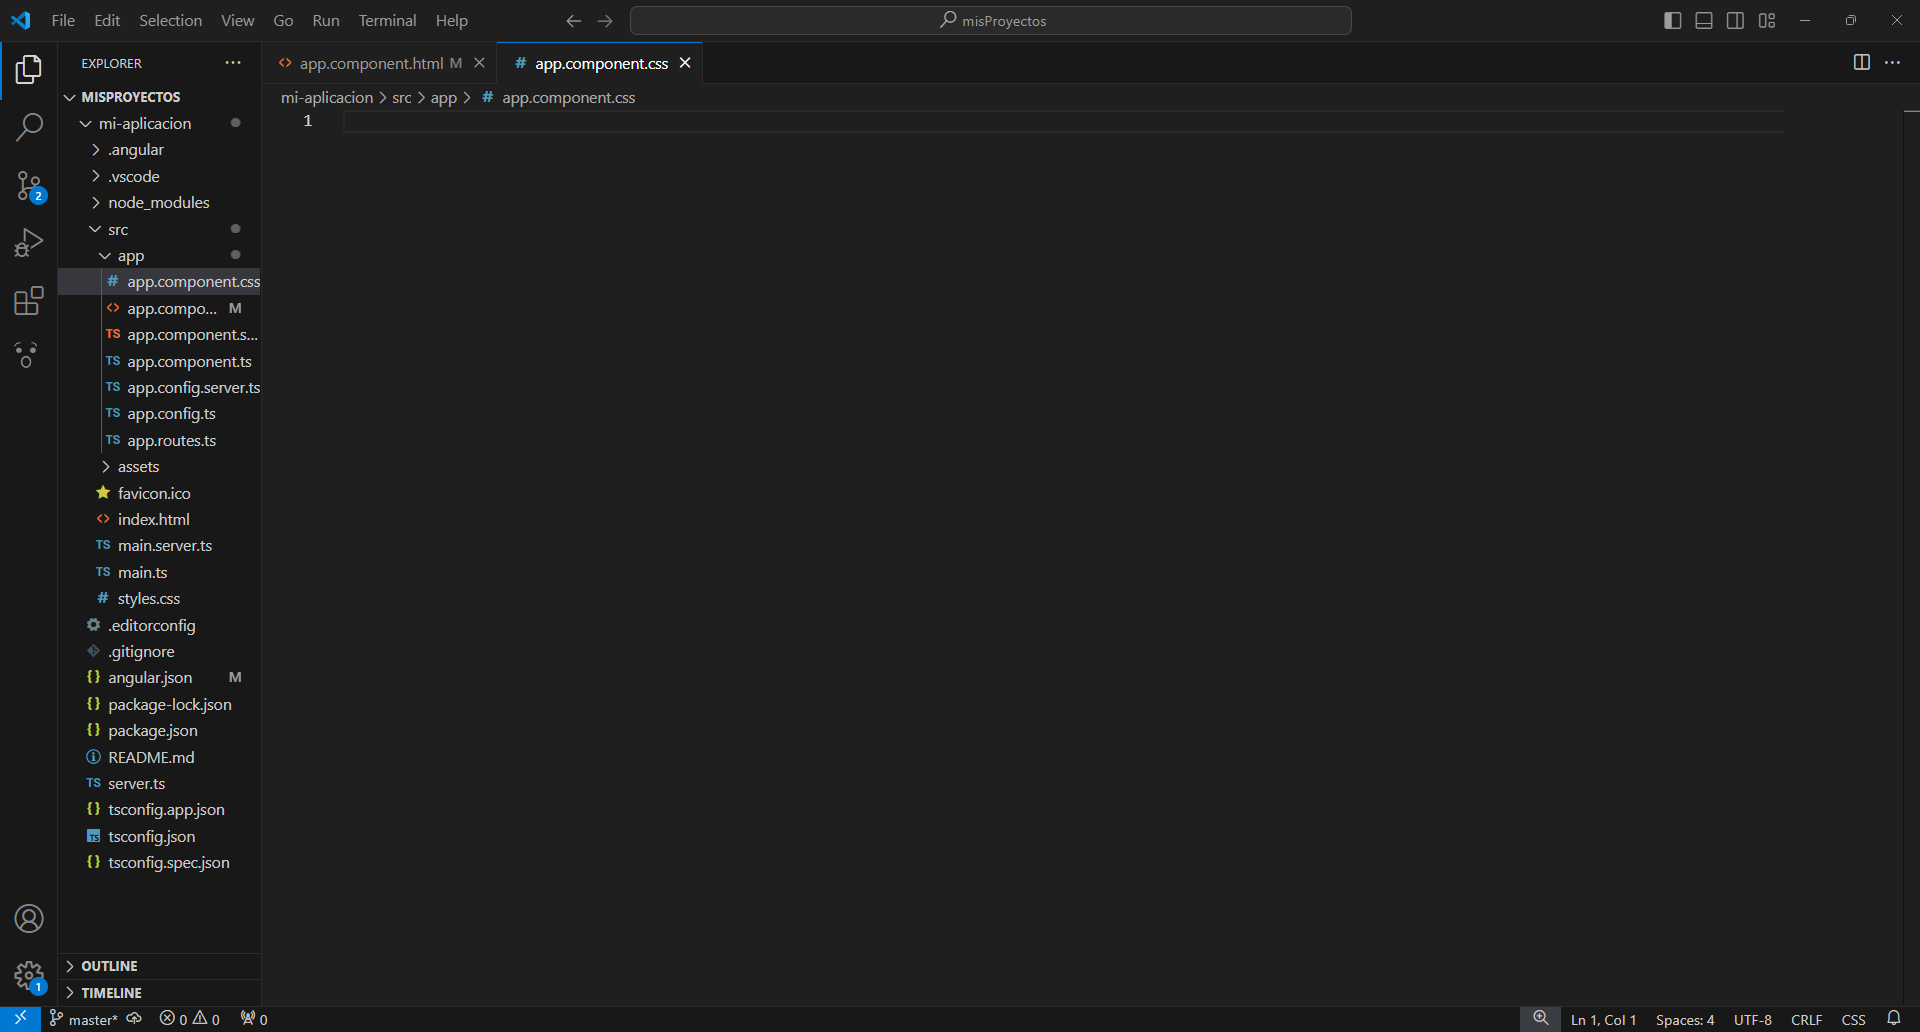 File Edit Selection View Go Run Terminal Help
misProyectos
EXPLORER
app.component.html M
# app.component.css
MISPROYECTOS
mi-aplicacion > src > app > # app.component.css
1
mi-aplicacion
.angular
.vscode
node_modules
2
src
app
# app.component.css
app.compo... M
TS app.component.s...
TS app.component.ts
TS app.config.server.ts
TS app.config.ts
TS app.routes.ts
assets
favicon.ico
index.html
TS main.server.ts
TS main.ts
# styles.css
.editorconfig
.gitignore
{} angular.json M
{} package-lock.json
{} package.json
README.md
TS server.ts
{} tsconfig.app.json
TS tsconfig.json
{} tsconfig.spec.json
OUTLINE
1
TIMELINE
master* 0 0 0 Ln 1, Col 1 Spaces: 4 UTF-8 CRLF CSS